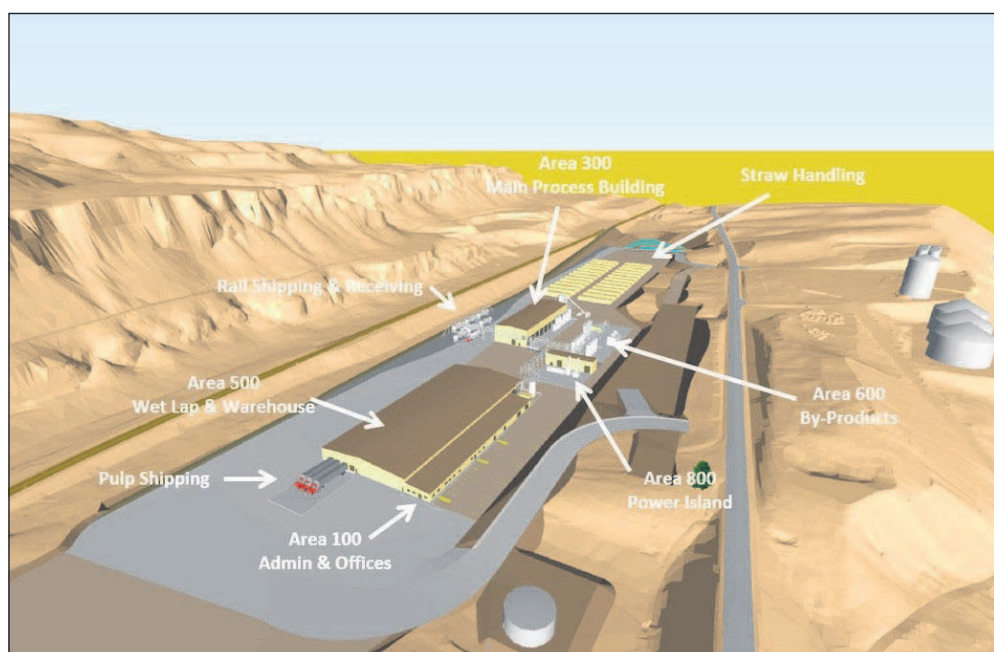 Area 300
Main Process Building
Straw Handling
Rail Shipping & Receiving
Area 500
Wet Lap & Warehouse
Area 600
By-Products
Pulp Shipping
Area 800
Power Island
Area 100
Admin & Offices